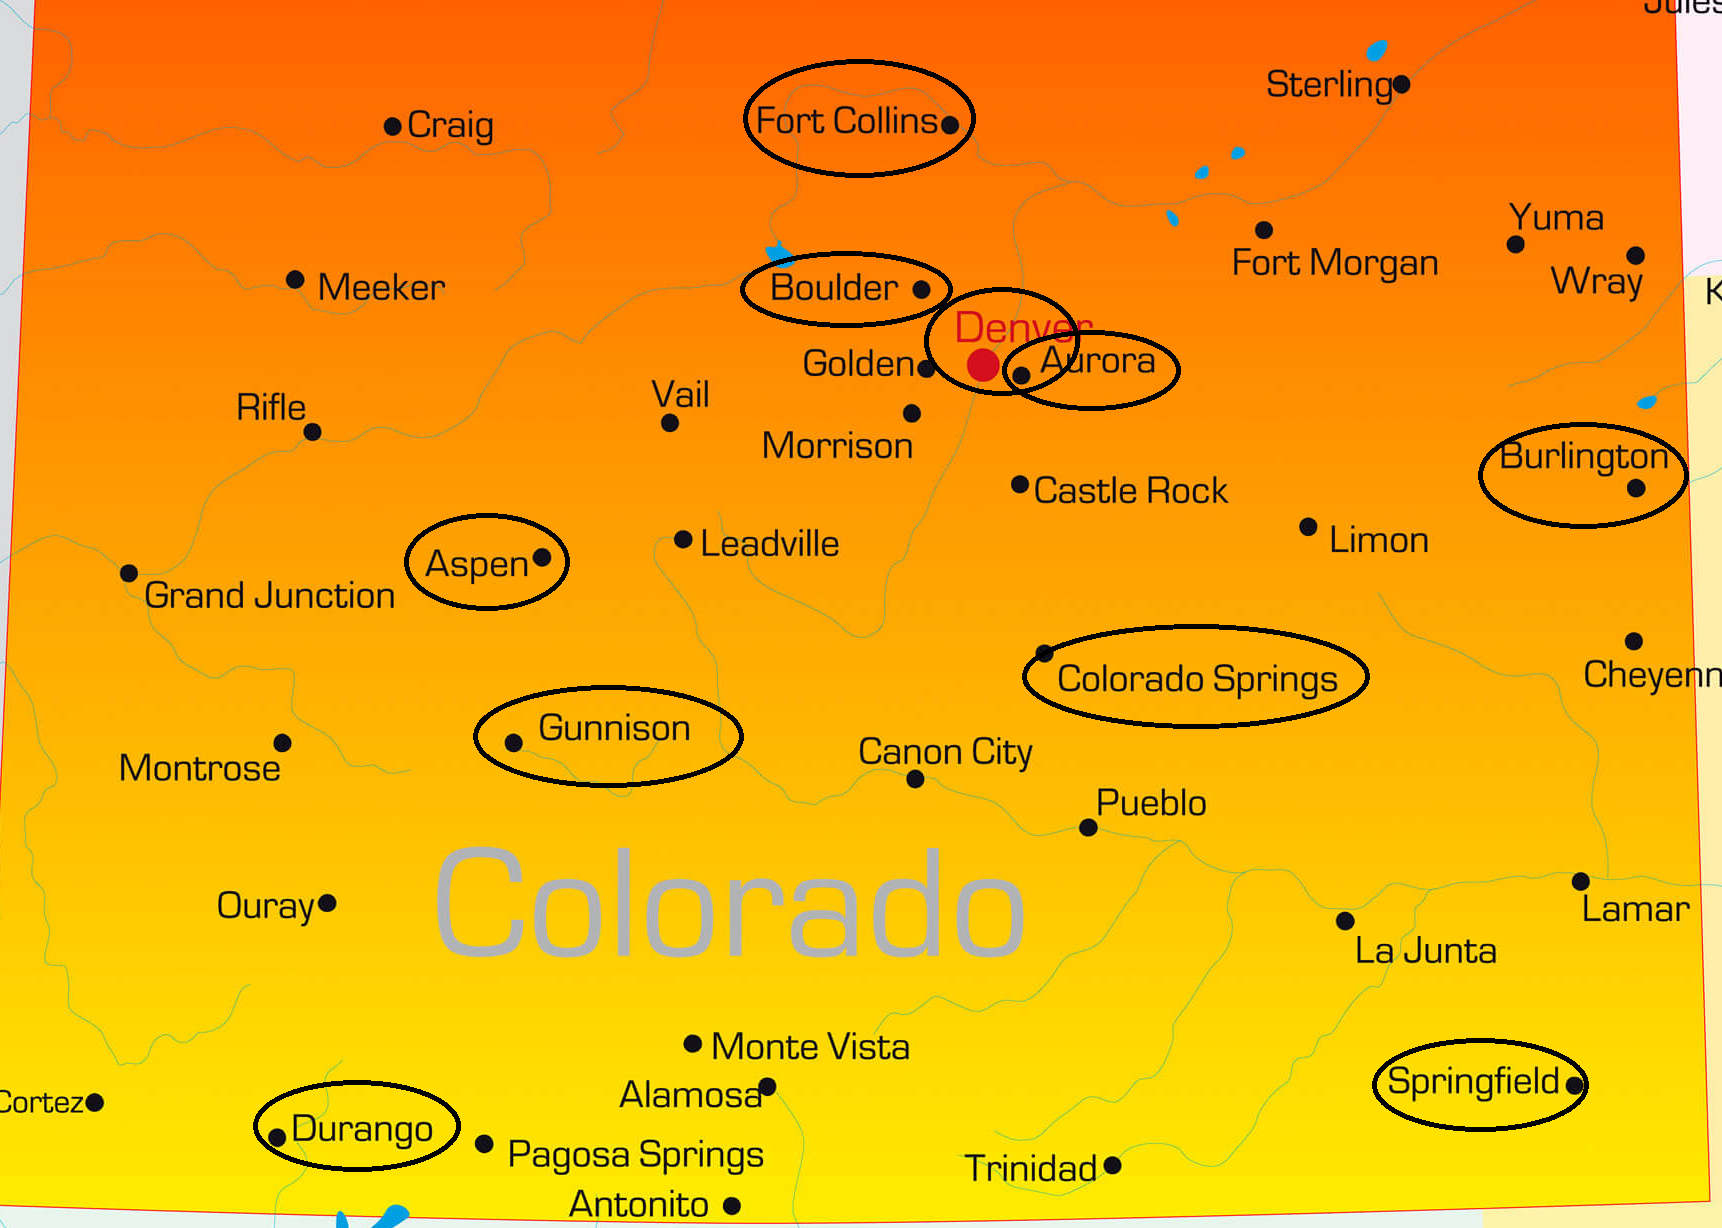 Sterling
Fort Collins
Craig
Yuma
Fort Morgan
Wray
Meeker
Boulder
Denver
Golden
Aurora
Vail
Rifle
Morrison
Burlington
Castle Rock
Limon
Leadville
Aspen
Grand Junction
Cheyenn
Colorado Springs
Gunnison
Canon City
Montrose
Pueblo
Colorado
Ouray
Lamar
La Junta
Monte Vista
Springfield
Alamosa
Cortez
Durango
Pagosa Springs
Trinidad
Antonito